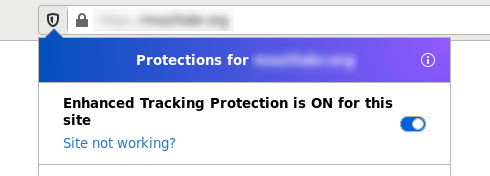 Protections for
Enhanced Tracking Protection is ON for this
site
Site not working?